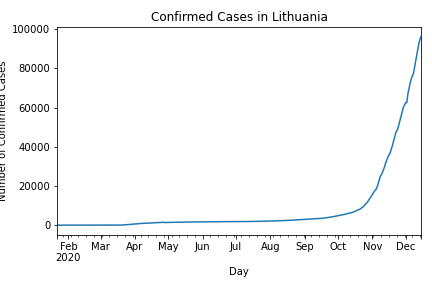 Confirmed Cases in Lithuania
100000
80000
60000
40000
20000
0
Number of Confirmed Cases
Feb Mar Apr May Jun Jul Aug Sep Oct Nov Dec
2020
Day